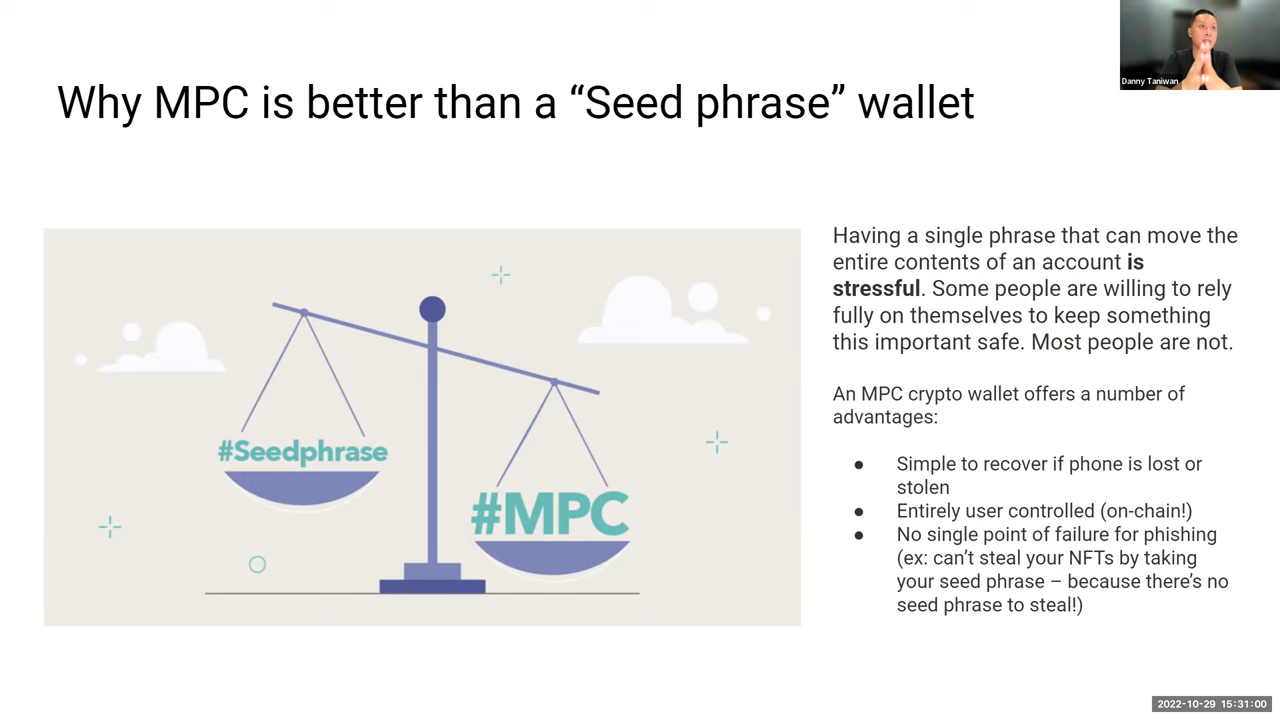 Danny Taniwan
Why MPC is better than a “Seed phrase” wallet
#Seedphrase
#MPC
Having a single phrase that can move the
entire contents of an account is
stressful. Some people are willing to rely
fully on themselves to keep something
this important safe. Most people are not.
An MPC crypto wallet offers a number of
advantages:
● Simple to recover if phone is lost or
stolen
● Entirely user controlled (on-chain!)
● No single point of failure for phishing
(ex: can’t steal your NFTs by taking
your seed phrase – because there’s no
seed phrase to steal!)
2022-10-29 15:31:00